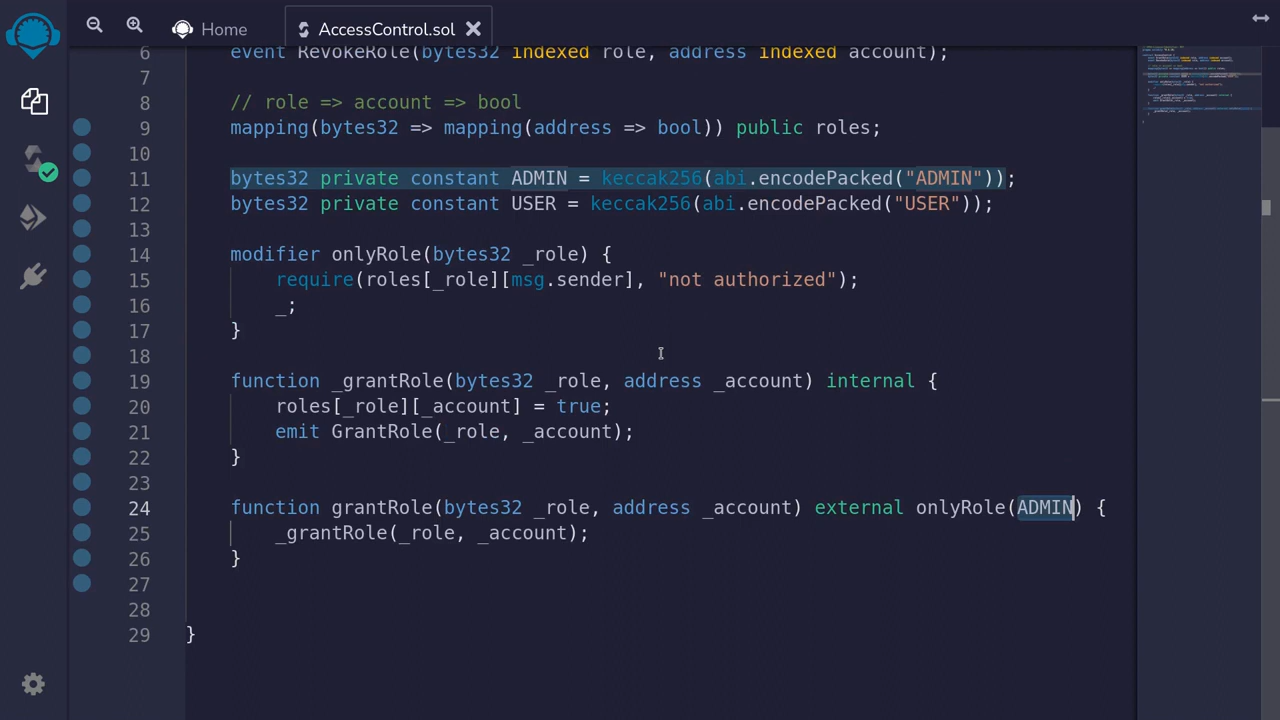 Home
AccessControl.sol
6 event RevokeRole(bytes32 indexed role, address indexed account);
7
8 // role => account => bool
9 mapping(bytes32 => mapping(address => bool)) public roles;
10
11 bytes32 private constant ADMIN = keccak256(abi.encodePacked("ADMIN"));
12 bytes32 private constant USER = keccak256(abi.encodePacked("USER"));
13
14 modifier onlyRole(bytes32 _role) {
15 require(roles[_role][msg.sender], "not authorized");
16 _;
17 }
18
19 function _grantRole(bytes32 _role, address _account) internal {
20 roles[_role][_account] = true;
21 emit GrantRole(_role, _account);
22 }
23
24 function grantRole(bytes32 _role, address _account) external onlyRole(ADMIN) {
25 _grantRole(_role, _account);
26 }
27
28
29 }